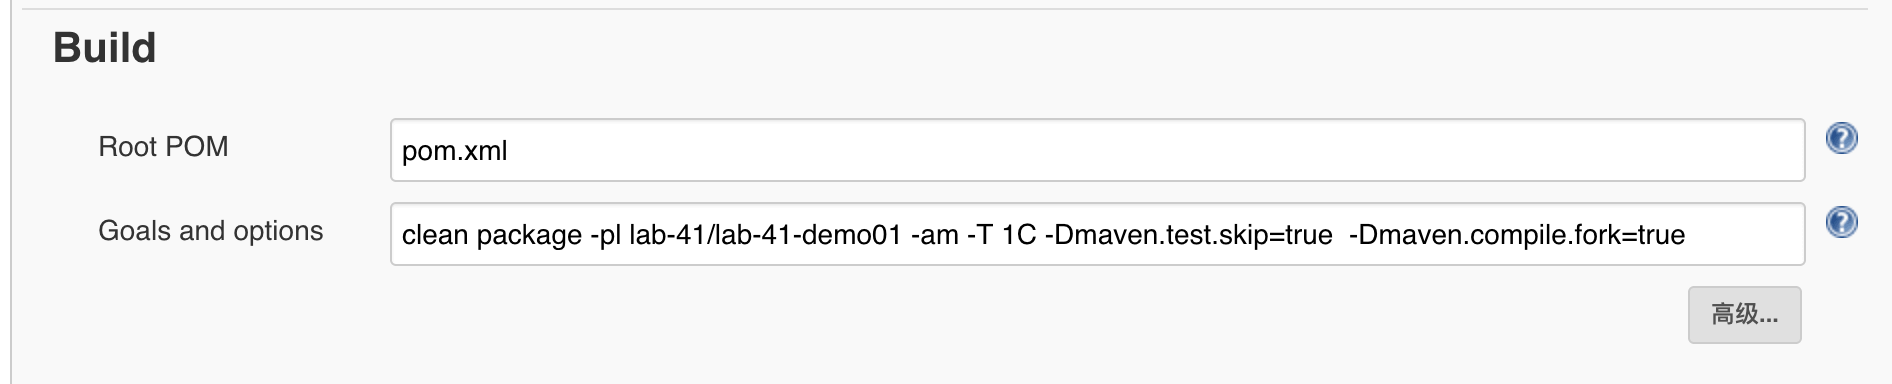 Build
Root POM
pom.xml
Goals and options
clean package -pl lab-41/lab-41-demo01 -am -T 1C -Dmaven.test.skip=true  -Dmaven.compile.fork=true
高级...